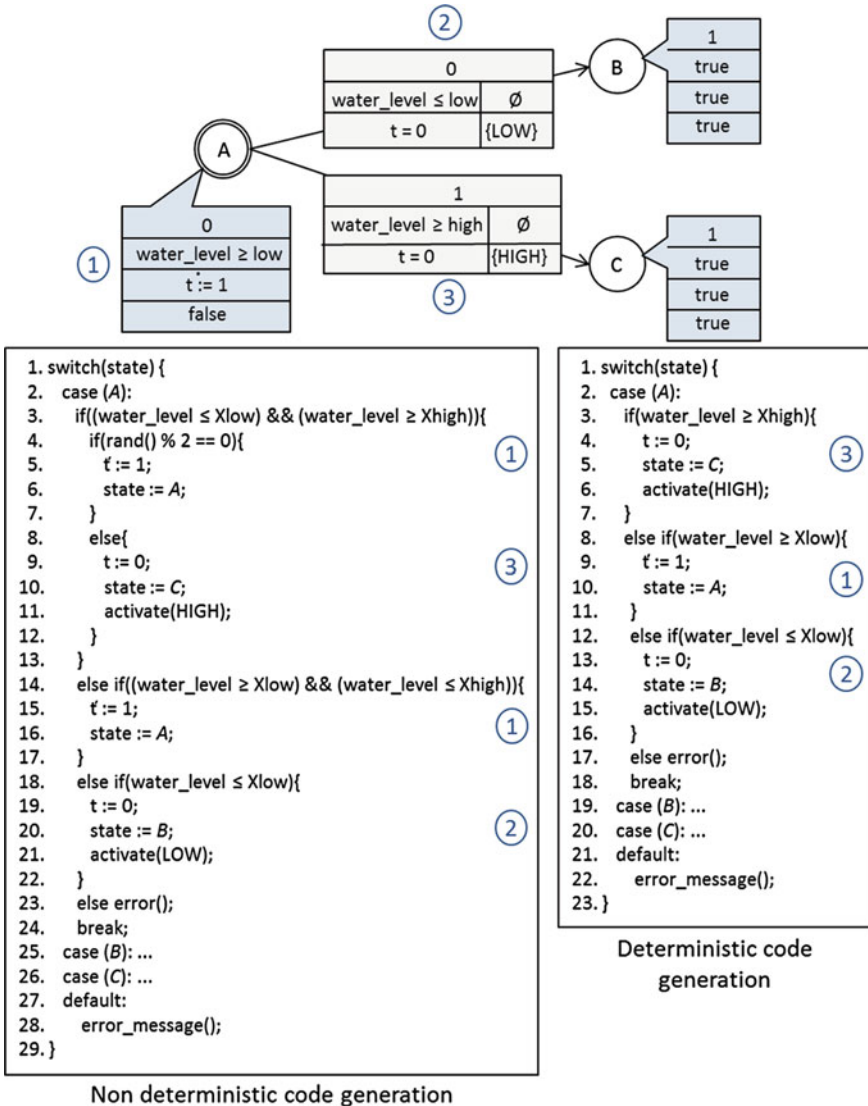 2
0
water_level ≤ low Ø
t = 0 {LOW}
B
1
true
true
true
A
1
water_level ≥ high Ø
t = 0 {HIGH}
3
C
1
true
true
true
1
0
water_level ≥ low
ṫ := 1
false
1. switch(state) {
2. case (A):
3. if((water_level ≤ Xlow) && (water_level ≥ Xhigh)){
4. if(rand() % 2 == 0){
5. ṫ := 1;
6. state := A;
7. }
8. else{
9. t := 0;
10. state := C;
11. activate(HIGH);
12. }
13. }
14. else if((water_level ≥ Xlow) && (water_level ≤ Xhigh)){
15. ṫ := 1;
16. state := A;
17. }
18. else if(water_level ≤ Xlow){
19. t := 0;
20. state := B;
21. activate(LOW);
22. }
23. else error();
24. break;
25. case (B): ...
26. case (C): ...
27. default:
28. error_message();
29. }
1
3
1
2
Non deterministic code generation
1. switch(state) {
2. case (A):
3. if(water_level ≥ Xhigh){
4. t := 0;
5. state := C;
6. activate(HIGH);
7. }
8. else if(water_level ≥ Xlow){
9. ṫ := 1;
10. state := A;
11. }
12. else if(water_level ≤ Xlow){
13. t := 0;
14. state := B;
15. activate(LOW);
16. }
17. else error();
18. break;
19. case (B): ...
20. case (C): ...
21. default:
22. error_message();
23. }
3
1
2
Deterministic code
generation